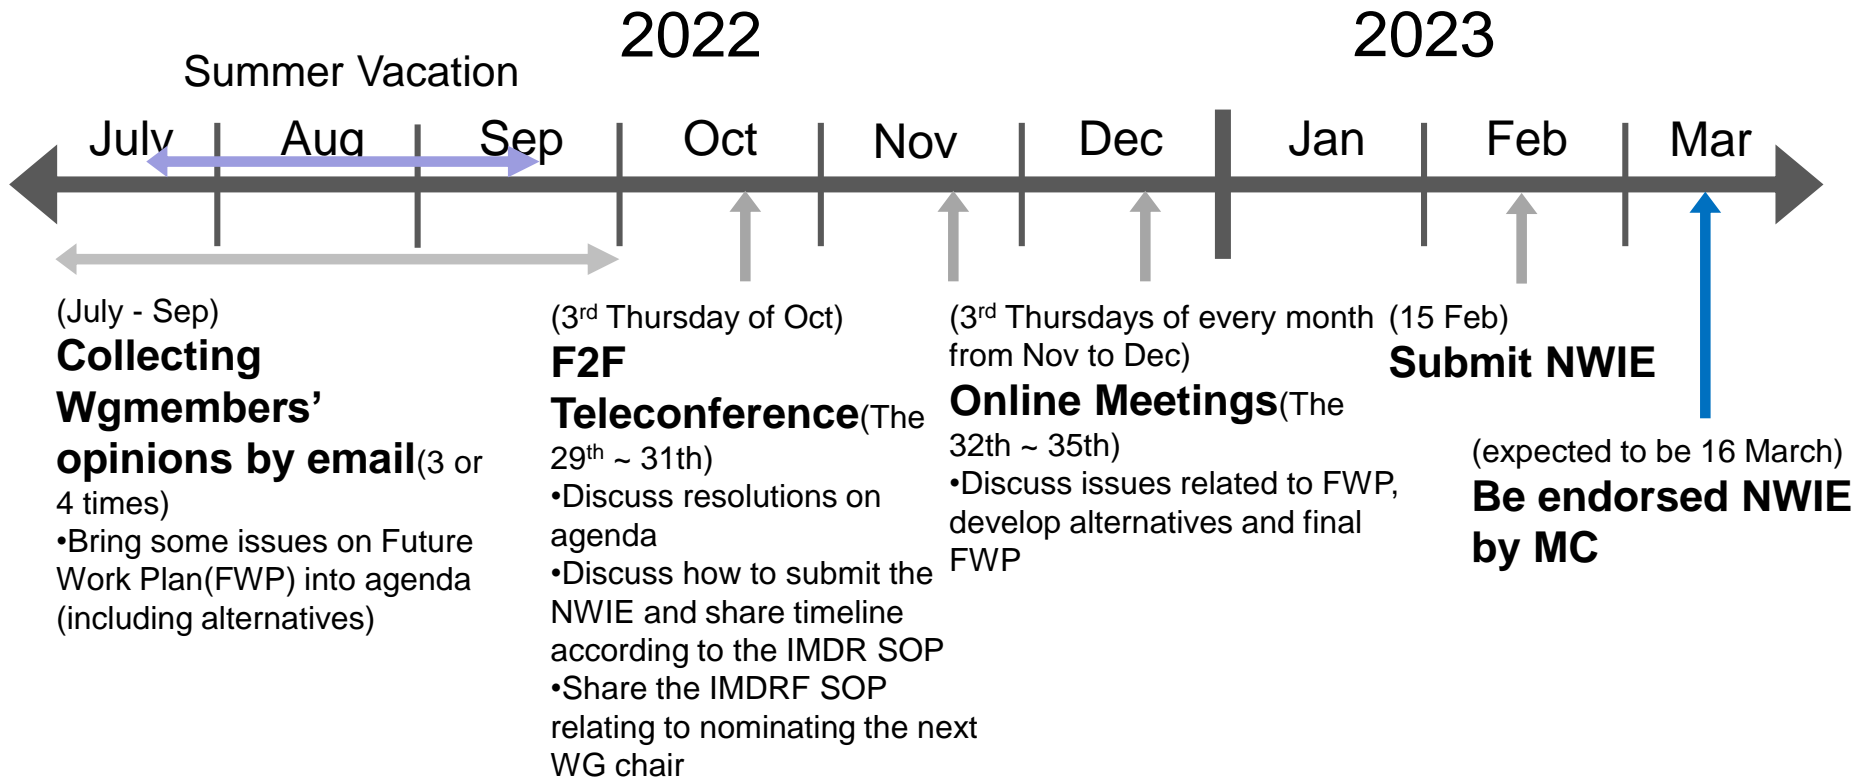 2022
2023
Summer Vacation
July
Aug
Sep
Oct
Nov
Dec
Jan
Feb
Mar
(July - Sep)
Collecting
Wgmembers’
opinions by email(3 or
4 times)
•Bring some issues on Future
Work Plan(FWP) into agenda
(including alternatives)
(3rd Thursday of Oct)
F2F
Teleconference(The
29th ~ 31th)
•Discuss resolutions on
agenda
•Discuss how to submit the
NWIE and share timeline
according to the IMDR SOP
•Share the IMDRF SOP
relating to nominating the next
WG chair
(3rd Thursdays of every month
from Nov to Dec)
Online Meetings(The
32th ~ 35th)
•Discuss issues related to FWP,
develop alternatives and final
FWP
(15 Feb)
Submit NWIE
(expected to be 16 March)
Be endorsed NWIE
by MC